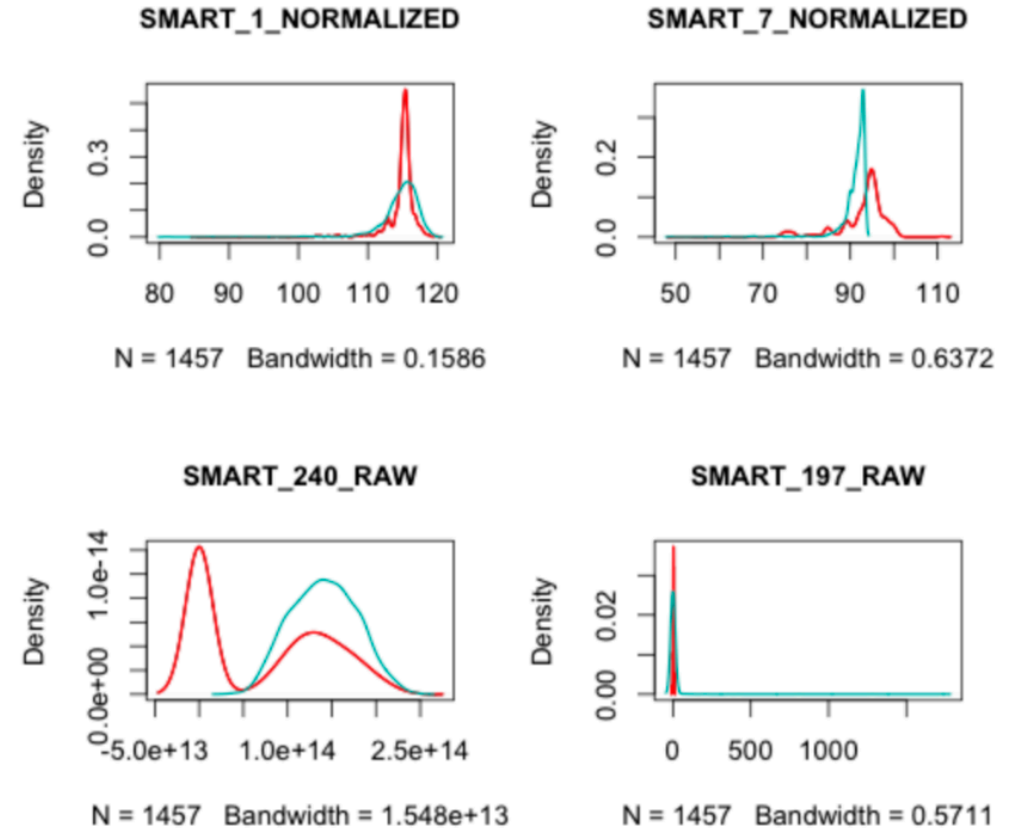 SMART_1_NORMALIZED
Density
0.0 0.3
80 90 100 110 120
N = 1457 Bandwidth = 0.1586
SMART_7_NORMALIZED
Density
0.0 0.2
50 70 90 110
N = 1457 Bandwidth = 0.6372
SMART_240_RAW
Density
0.0e+00 1.0e-14
-5.0e+13 1.0e+14 2.5e+14
N = 1457 Bandwidth = 1.548e+13
SMART_197_RAW
Density
0.00 0.02
0 500 1000
N = 1457 Bandwidth = 0.5711